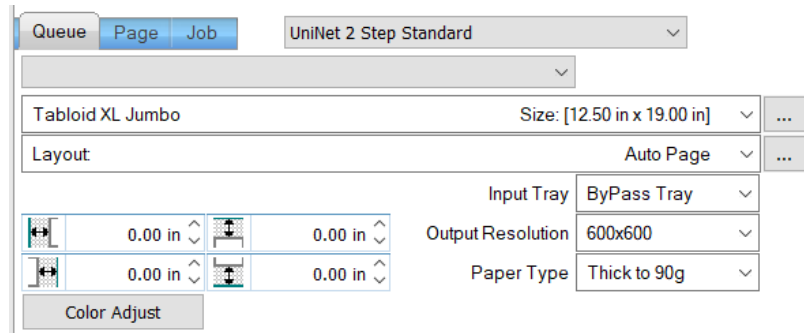 Queue Page Job UniNet 2 Step Standard
Tabloid XL Jumbo Size: [12.50 in x 19.00 in] ...
Layout: Auto Page ...
Input Tray ByPass Tray
0.00 in 0.00 in Output Resolution 600x600
0.00 in 0.00 in Paper Type Thick to 90g
Color Adjust